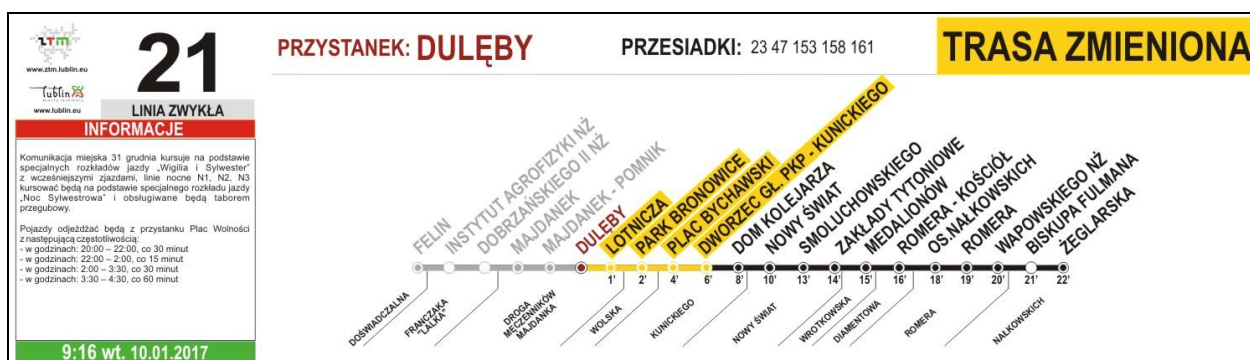 ZTM
www.ztm.lublin.eu
lublin
www.lublin.eu
21
LINIA ZWYKŁA
INFORMACJE
Komunikacja miejska 31 grudnia kursuje na podstawie
specjalnych rozkładów jazdy „Wigilia i Sylwester”
z wcześniejszymi zjazdami, linie nocne N1, N2, N3
kursować będą na podstawie specjalnego rozkładu jazdy
„Noc Sylwestrowa” i obsługiwane będą taborem
przegubowym.
Pojazdy odjeżdżać będą z przystanku Plac Wolności
z następującą częstotliwością:
- w godzinach: 20:00 – 22:00, co 30 minut
- w godzinach: 22:00 – 2:00, co 15 minut
- w godzinach: 2:00 – 3:30, co 30 minut
- w godzinach: 3:30 – 4:30, co 60 minut
9:16 wt. 10.01.2017
PRZYSTANEK: DULĘBY
PRZESIADKI: 23 47 153 158 161
TRASA ZMIENIONA
FELIN
INSTYTUT AGROFIZYKI NŻ
DOBRZAŃSKIEGO II NŻ
MAJDANEK
MAJDANEK - POMNIK
DULĘBY
LOTNICZA
PARK BRONOWICE
PLAC BYCHAWSKI
DWORZEC GŁ. PKP - KUNICKIEGO
DOM KOLEJARZA
NOWY ŚWIAT
SMOLUCHOWSKIEGO
ZAKŁADY TYTONIOWE
MEDALIONÓW
ROMERA - KOŚCIÓŁ
OS.NAŁKOWSKICH
ROMERA
WAPOWSKIEGO NŻ
BISKUPA FULMANA
ŻEGLARSKA
1' 2' 4' 6' 8' 10' 13' 14' 15' 16' 18' 19' 20' 21' 22'
DOŚWIADCZALNA
FRANCZAKA
"LALKA"
DROGA
MĘCZENNIKÓW
MAJDANKA
WOLSKA
KUNICKIEGO
NOWY ŚWIAT
WROTKOWSKA
DIAMENTOWA
ROMERA
NAŁKOWSKICH